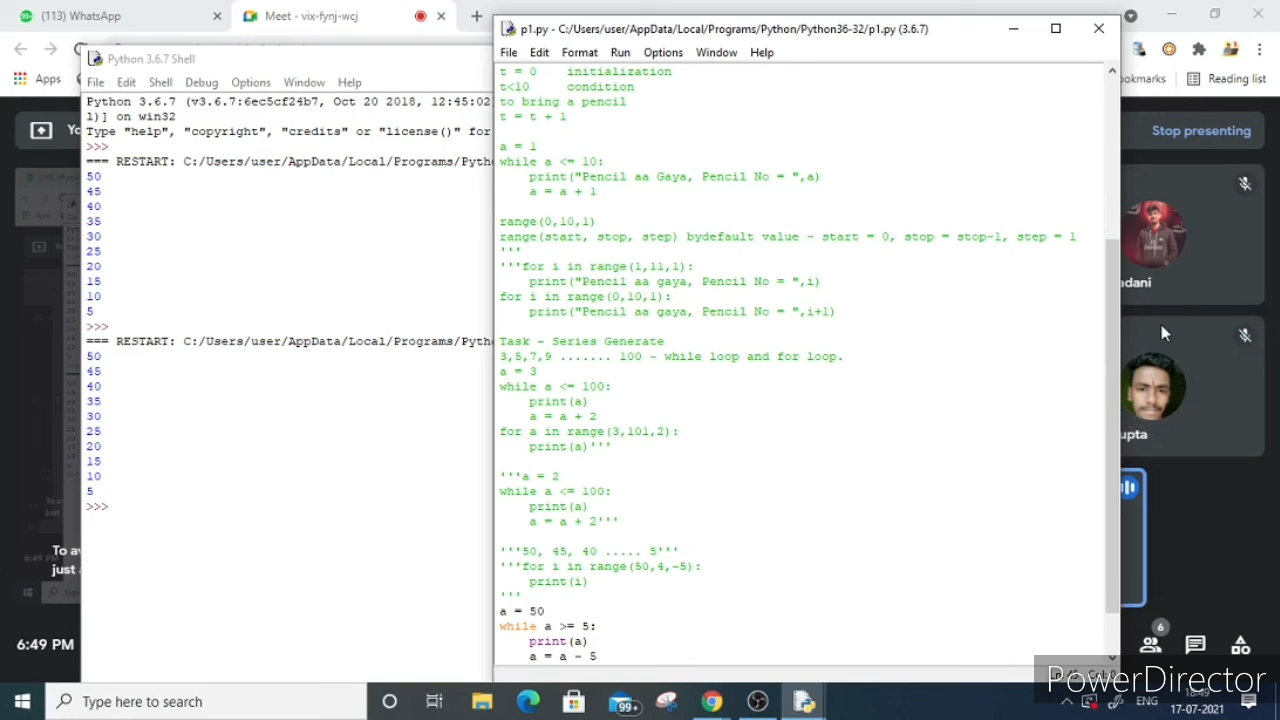 (113) WhatsApp
Meet - vix-fynj-wcj
Apps
Reading list
Python 3.6.7 Shell
File Edit Shell Debug Options Window Help
Python 3.6.7 (v3.6.7:6ec5cf24b7, Oct 20 2018, 12:45:02
1)] on win32
Type "help", "copyright", "credits" or "license()" for
>>>
=== RESTART: C:/Users/user/AppData/Local/Programs/Pyth
50
45
40
35
30
25
20
15
10
5
>>>
=== RESTART: C:/Users/user/AppData/Local/Programs/Pyth
50
45
40
35
30
25
20
15
10
5
>>>
p1.py - C:/Users/user/AppData/Local/Programs/Python/Python36-32/p1.py (3.6.7)
File Edit Format Run Options Window Help
t = 0    initialization
t<10     condition
to bring a pencil
t = t + 1
a = 1
while a <= 10:
    print("Pencil aa Gaya, Pencil No = ",a)
    a = a + 1
range(0,10,1)
range(start, stop, step) bydefault value - start = 0, stop = stop-1, step = 1
'''
'''for i in range(1,11,1):
    print("Pencil aa gaya, Pencil No = ",i)
for i in range(0,10,1):
    print("Pencil aa gaya, Pencil No = ",i+1)
Task - Series Generate
3,5,7,9 ....... 100 - while loop and for loop.
a = 3
while a <= 100:
    print(a)
    a = a + 2
for a in range(3,101,2):
    print(a)'''
'''a = 2
while a <= 100:
    print(a)
    a = a + 2'''
'''50, 45, 40 ..... 5'''
'''for i in range(50,4,-5):
    print(i)
'''
a = 50
while a >= 5:
    print(a)
    a = a - 5
Stop presenting
adani
upta
6
Yo
To av
just
6:49 PM
PowerDirector
Type here to search
99+
ENG
18:49
17-07-2021